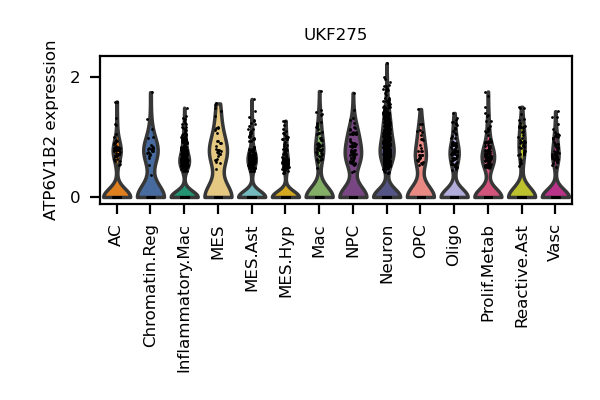 UKF275
ATP6V1B2 expression
2
0
AC
Chromatin.Reg
Inflammatory.Mac
MES
MES.Ast
MES.Hyp
Mac
NPC
Neuron
OPC
Oligo
Prolif.Metab
Reactive.Ast
Vasc